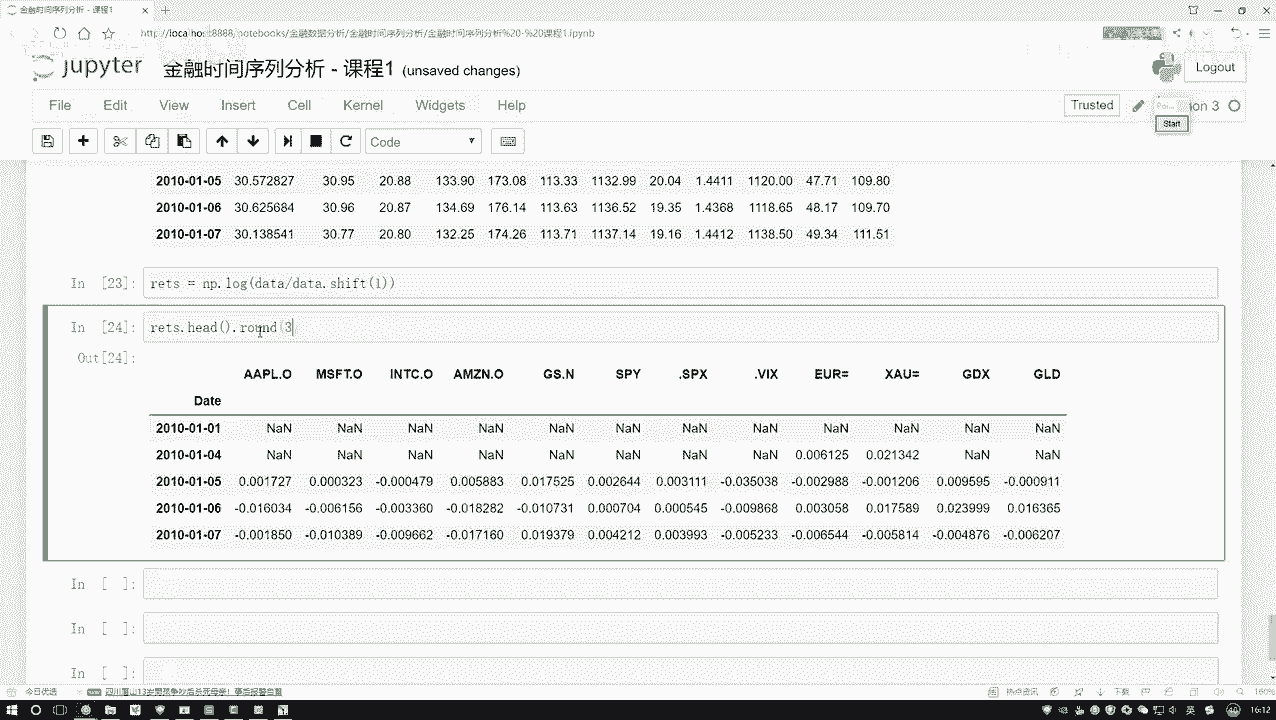 金融时间序列分析 - 课程1
http://localhost:8888/notebooks/金融数据分析/金融时间序列分析/金融时间序列分析%20-%20课程1.ipynb
jupyter 金融时间序列分析 - 课程1 (unsaved changes)
Logout
File Edit View Insert Cell Kernel Widgets Help
Trusted
on 3
Start
Code
2010-01-05 30.572827 30.95 20.88 133.90 173.08 113.33 1132.99 20.04 1.4411 1120.00 47.71 109.80
2010-01-06 30.625684 30.96 20.87 134.69 176.14 113.63 1136.52 19.35 1.4368 1118.65 48.17 109.70
2010-01-07 30.138541 30.77 20.80 132.25 174.26 113.71 1137.14 19.16 1.4412 1138.50 49.34 111.51
In [23]: rets = np.log(data/data.shift(1))
In [24]: rets.head().round(3
Out[24]:
AAPL.O MSFT.O INTC.O AMZN.O GS.N SPY .SPX .VIX EUR= XAU= GDX GLD
Date
2010-01-01 NaN NaN NaN NaN NaN NaN NaN NaN NaN NaN NaN NaN
2010-01-04 NaN NaN NaN NaN NaN NaN NaN NaN 0.006125 0.021342 NaN NaN
2010-01-05 0.001727 0.000323 -0.000479 0.005883 0.017525 0.002644 0.003111 -0.035038 -0.002988 -0.001206 0.009595 -0.000911
2010-01-06 -0.016034 -0.006156 -0.003360 -0.018282 -0.010731 0.000704 0.000545 -0.009868 0.003058 0.017589 0.023999 0.016365
2010-01-07 -0.001850 -0.010389 -0.009662 -0.017160 0.019379 0.004212 0.003993 -0.005233 -0.006544 -0.005814 -0.004876 -0.006207
In [ ]:
In [ ]:
In [ ]:
今日优选
热点资讯
下载
160%
英
16:12